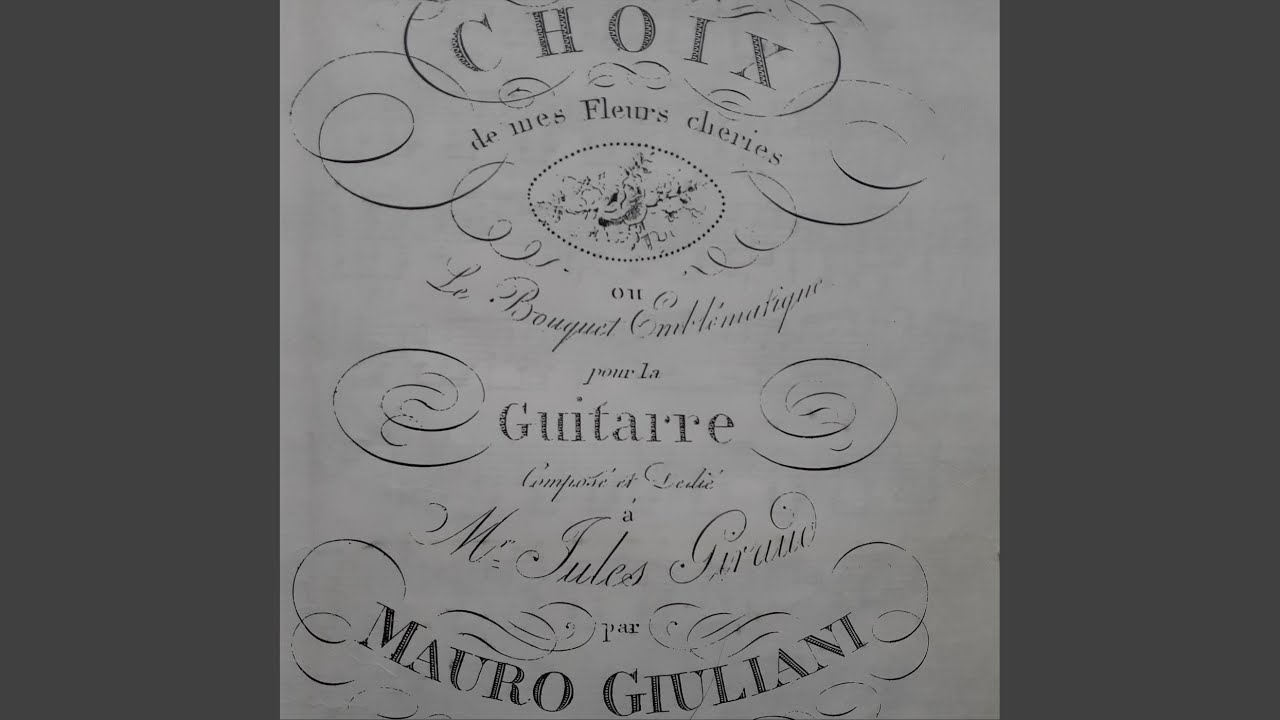 CHOIX
de mes Fleurs cheries
ou
Le Bouquet Emblématique
pour la
Guitarre
Composé et Dedié
à
Mr. Jules Giraud
par
MAURO GIULIANI